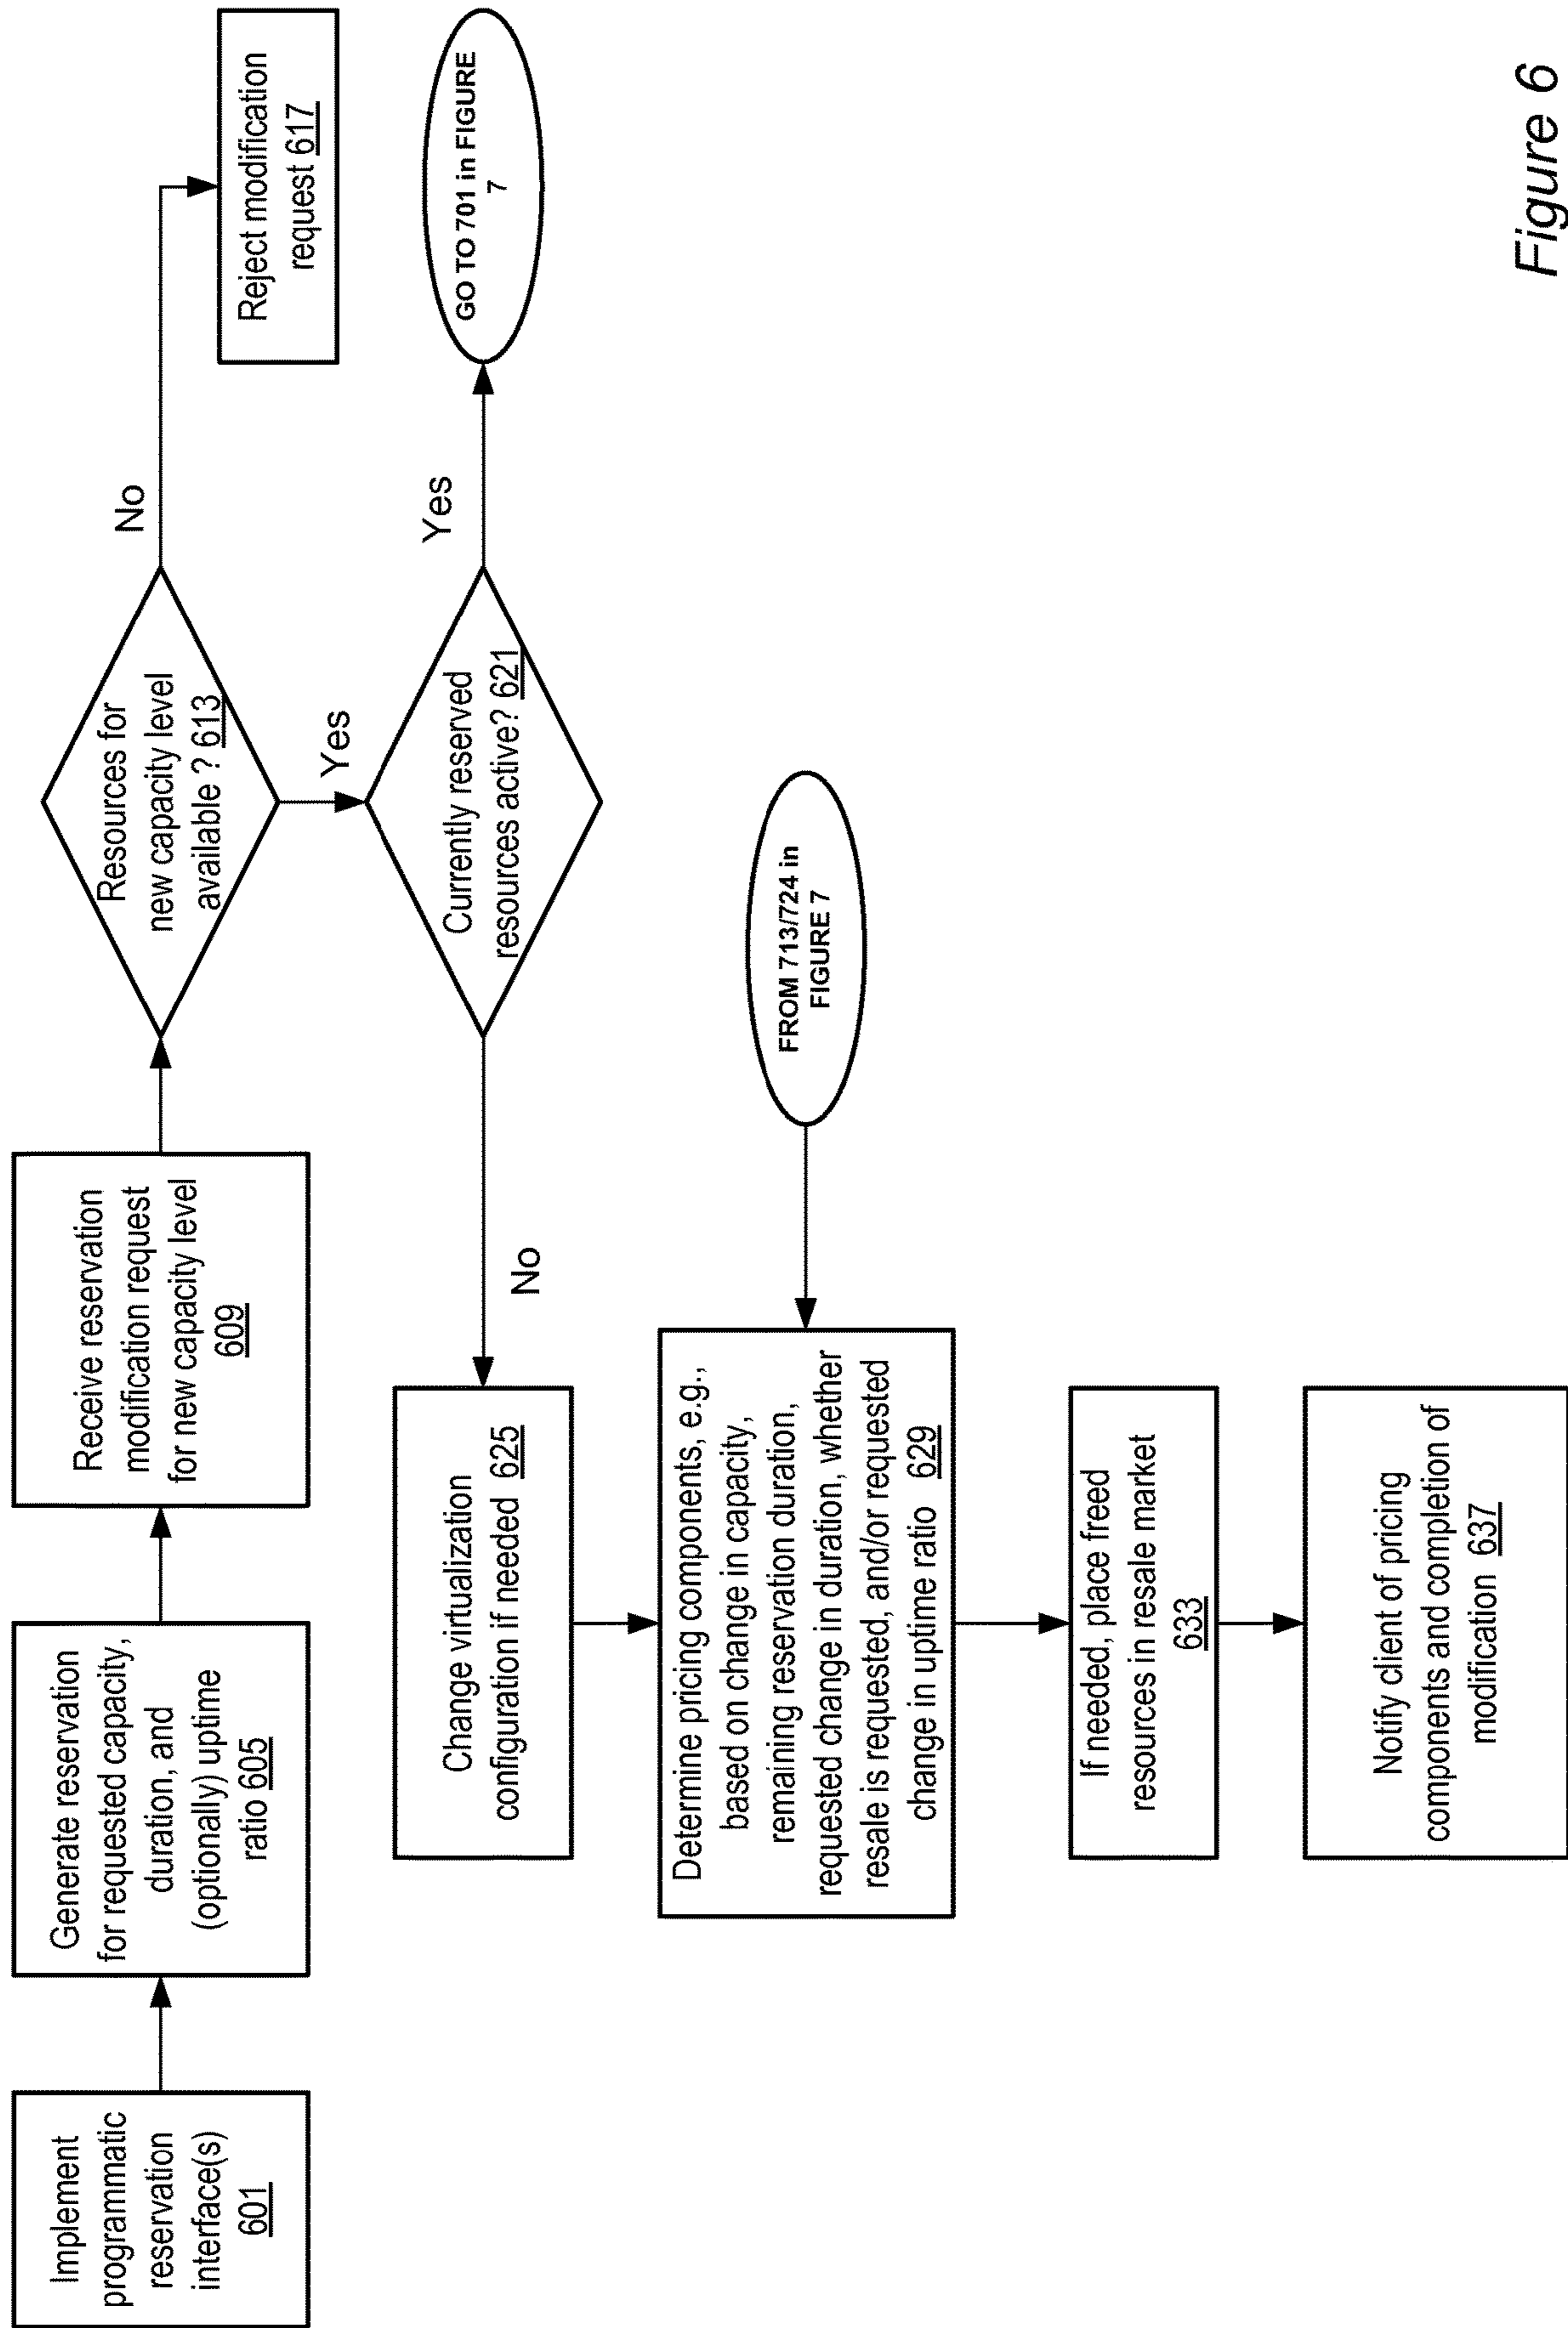 Implement
programmatic
reservation
interface(s)
601
Generate reservation
for requested capacity,
duration, and
(optionally) uptime
ratio 605
Receive reservation
modification request
for new capacity level
609
Resources for
new capacity level
available ? 613
No
Reject modification
request 617
Yes
Currently reserved
resources active? 621
Yes
GO TO 701 in FIGURE
7
No
Change virtualization
configuration if needed 625
FROM 713/724 in
FIGURE 7
Determine pricing components, e.g.,
based on change in capacity,
remaining reservation duration,
requested change in duration, whether
resale is requested, and/or requested
change in uptime ratio 629
If needed, place freed
resources in resale market
633
Notify client of pricing
components and completion of
modification 637
Figure 6